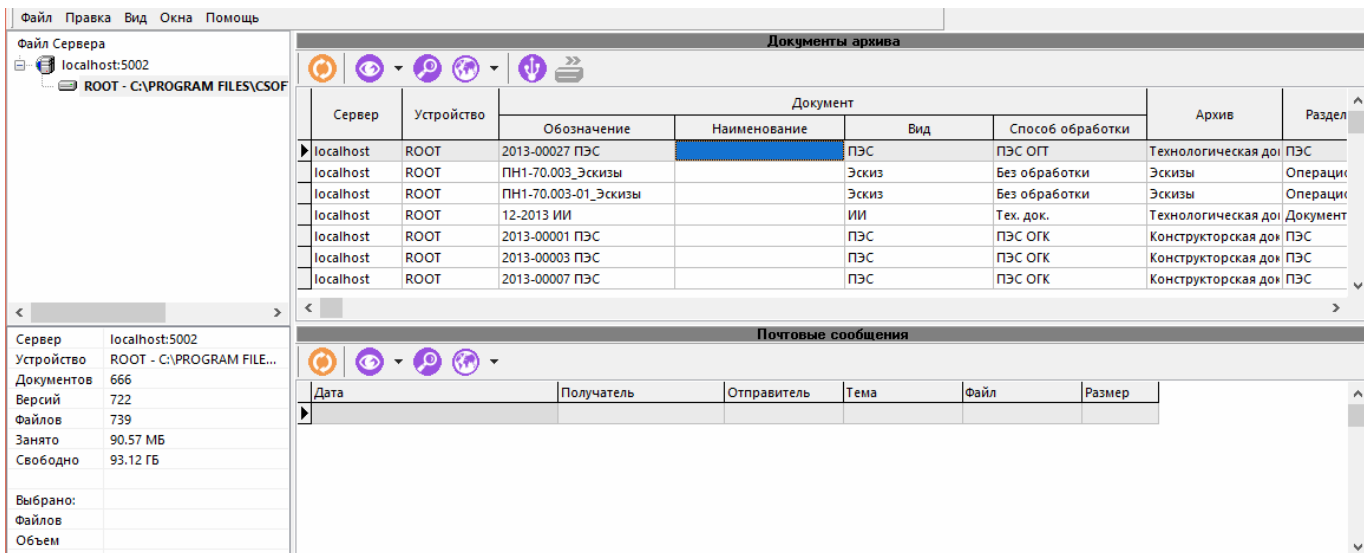 Файл Правка Вид Окна Помощь
Файл Сервера
localhost:5002
ROOT - C:\PROGRAM FILES\CSOF
Документы архива
Сервер Устройство Документ Архив Раздел
Обозначение Наименование Вид Способ обработки
localhost ROOT 2013-00027 ПЭС ПЭС ПЭС ОГТ Технологическая до ПЭС
localhost ROOT ПН1-70.003_Эскизы Эскиз Без обработки Эскизы Операцио
localhost ROOT ПН1-70.003-01_Эскизы Эскиз Без обработки Эскизы Операцио
localhost ROOT 12-2013 ИИ ИИ Тех. док. Технологическая до Документ
localhost ROOT 2013-00001 ПЭС ПЭС ПЭС ОГК Конструкторская док ПЭС
localhost ROOT 2013-00003 ПЭС ПЭС ПЭС ОГК Конструкторская док ПЭС
localhost ROOT 2013-00007 ПЭС ПЭС ПЭС ОГК Конструкторская док ПЭС
Сервер localhost:5002
Устройство ROOT - C:\PROGRAM FILE...
Документов 666
Версий 722
Файлов 739
Занято 90.57 МБ
Свободно 93.12 ГБ
Выбрано:
Файлов
Объем
Почтовые сообщения
Дата Получатель Отправитель Тема Файл Размер